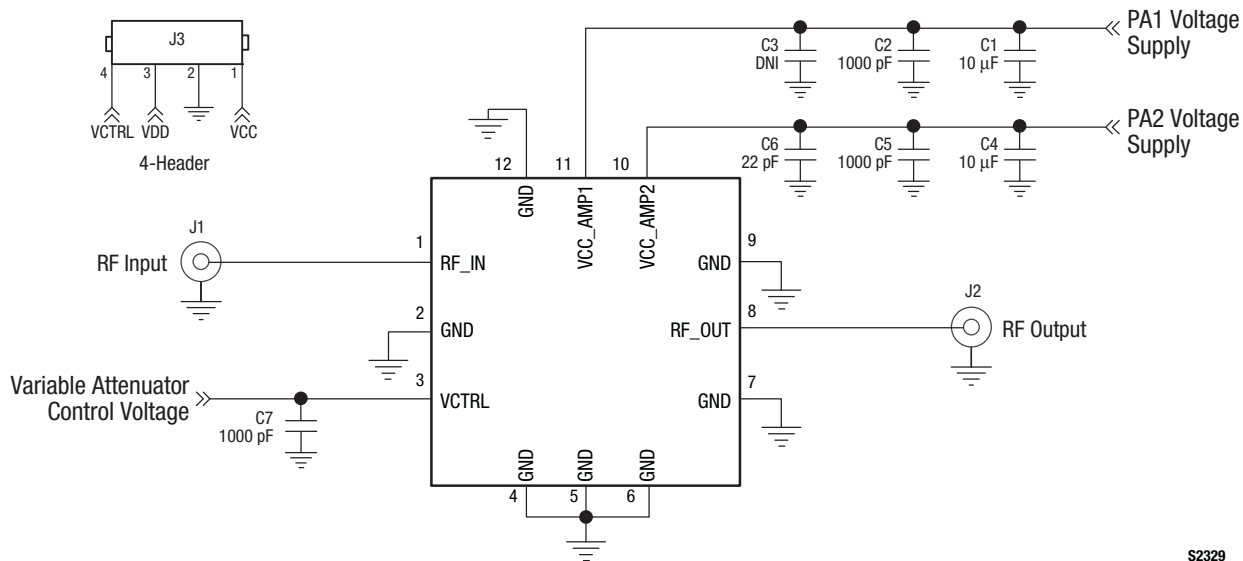 J3
4
3
2
1
VCTRL
VDD
VCC
4-Header
C3
DNI
C2
1000 pF
C1
10 µF
PA1 Voltage
Supply
C6
22 pF
C5
1000 pF
C4
10 µF
PA2 Voltage
Supply
12
11
10
GND
VCC_AMP1
VCC_AMP2
J1
RF Input
1
RF_IN
9
GND
2
GND
8
RF_OUT
J2
RF Output
Variable Attenuator
Control Voltage
3
VCTRL
7
GND
C7
1000 pF
GND
GND
GND
4
5
6
S2329